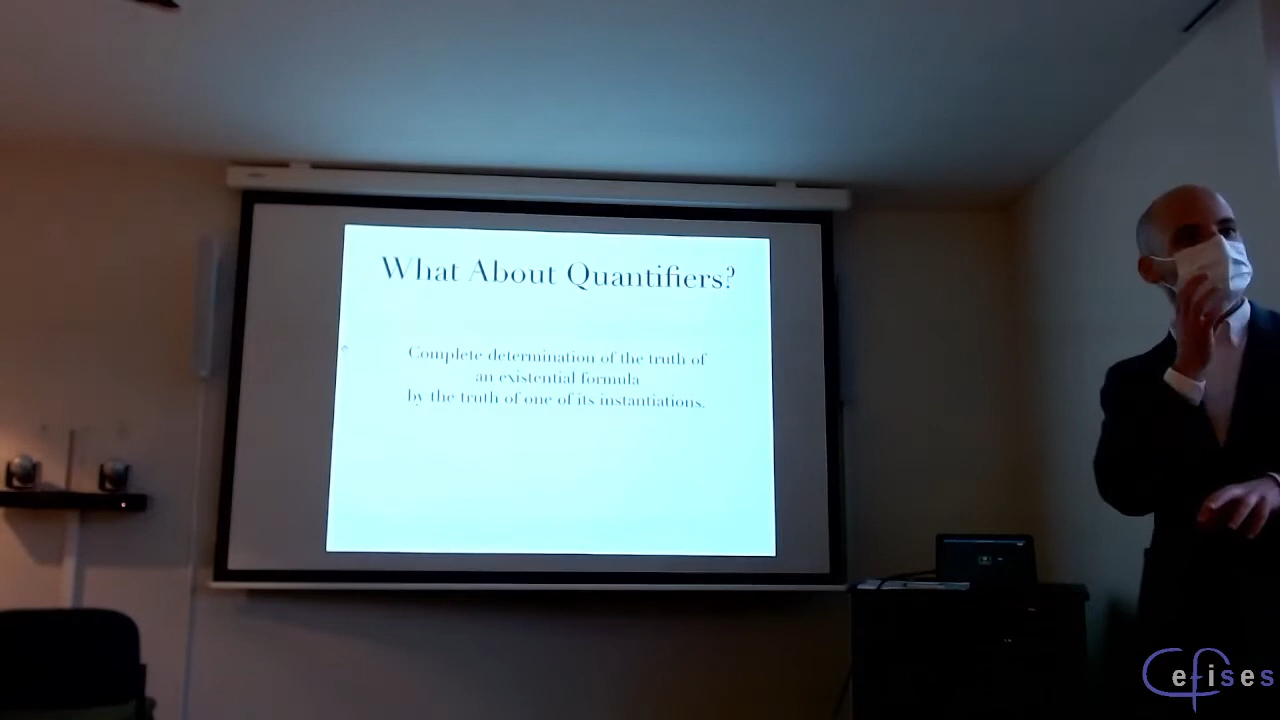 What About Quantifiers?
Complete determination of the truth of
an existential formula
by the truth of one of its instantiations.
Cefises